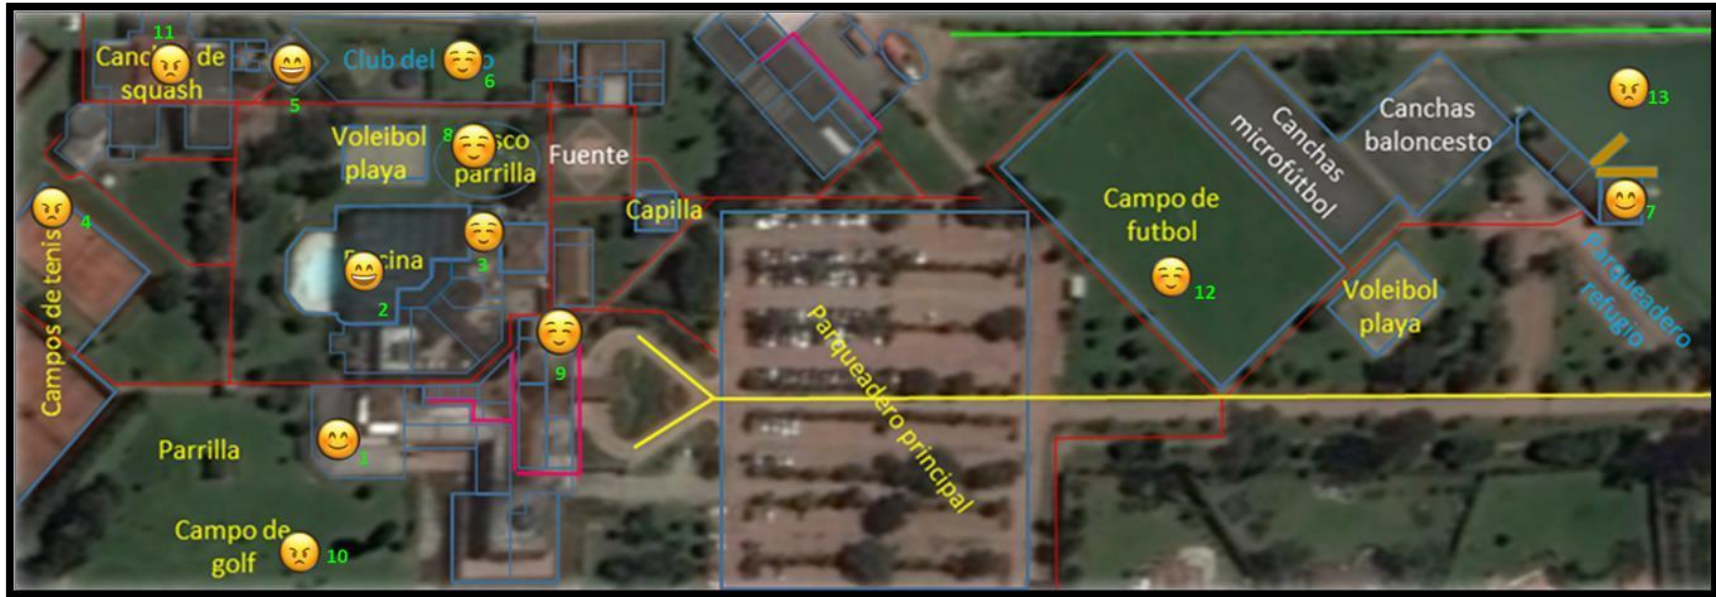 11
Canc de
squash
5
Club del o
6
Voleibol
playa
8 sco
parrilla
Fuente
Capilla
4
Campos de tenis
cina
2
3
9
1
Parrilla
Campo de
golf
10
Parqueadero principal
Campo de
futbol
12
Canchas
microfútbol
Canchas
baloncesto
Voleibol
playa
13
7
Parqueadero
refugio